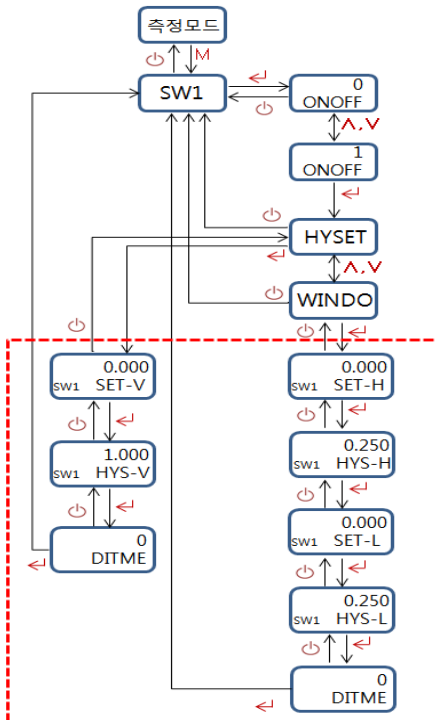 측정모드
M
SW1
0
ONOFF
∧,∨
1
ONOFF
HYSET
∧,∨
WINDO
0.000
SW1 SET-V
1.000
SW1 HYS-V
0
DITME
0.000
SW1 SET-H
0.250
SW1 HYS-H
0.000
SW1 SET-L
0.250
SW1 HYS-L
0
DITME